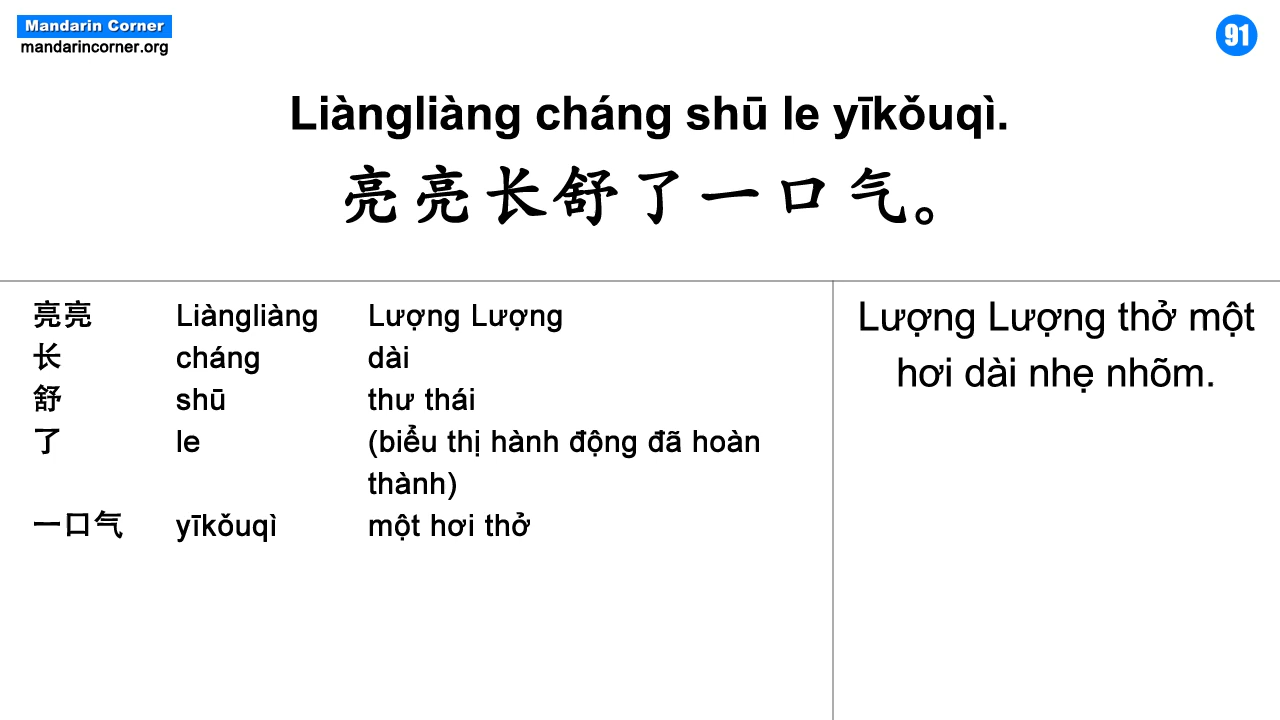 Mandarin Corner
mandarincorner.org
91
Liàngliàng cháng shū le yīkǒuqì.
亮亮长舒了一口气。
亮亮 Liàngliàng Lượng Lượng
长 cháng dài
舒 shū thư thái
了 le (biểu thị hành động đã hoàn
thành)
一口气 yīkǒuqì một hơi thở
Lượng Lượng thở một
hơi dài nhẹ nhõm.